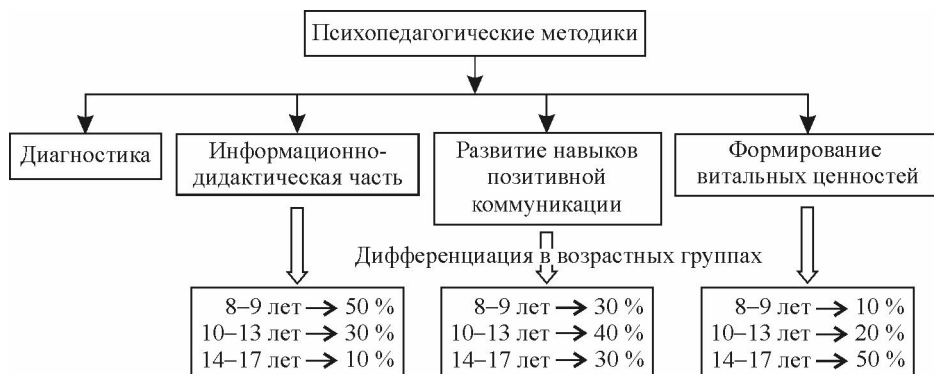 Психопедагогические методики
Диагностика
Информационно-
дидактическая часть
Развитие навыков
позитивной
коммуникации
Формирование
витальных ценностей
Дифференциация в возрастных группах
8–9 лет → 50 %
10–13 лет → 30 %
14–17 лет → 10 %
8–9 лет → 30 %
10–13 лет → 40 %
14–17 лет → 30 %
8–9 лет → 10 %
10–13 лет → 20 %
14–17 лет → 50 %